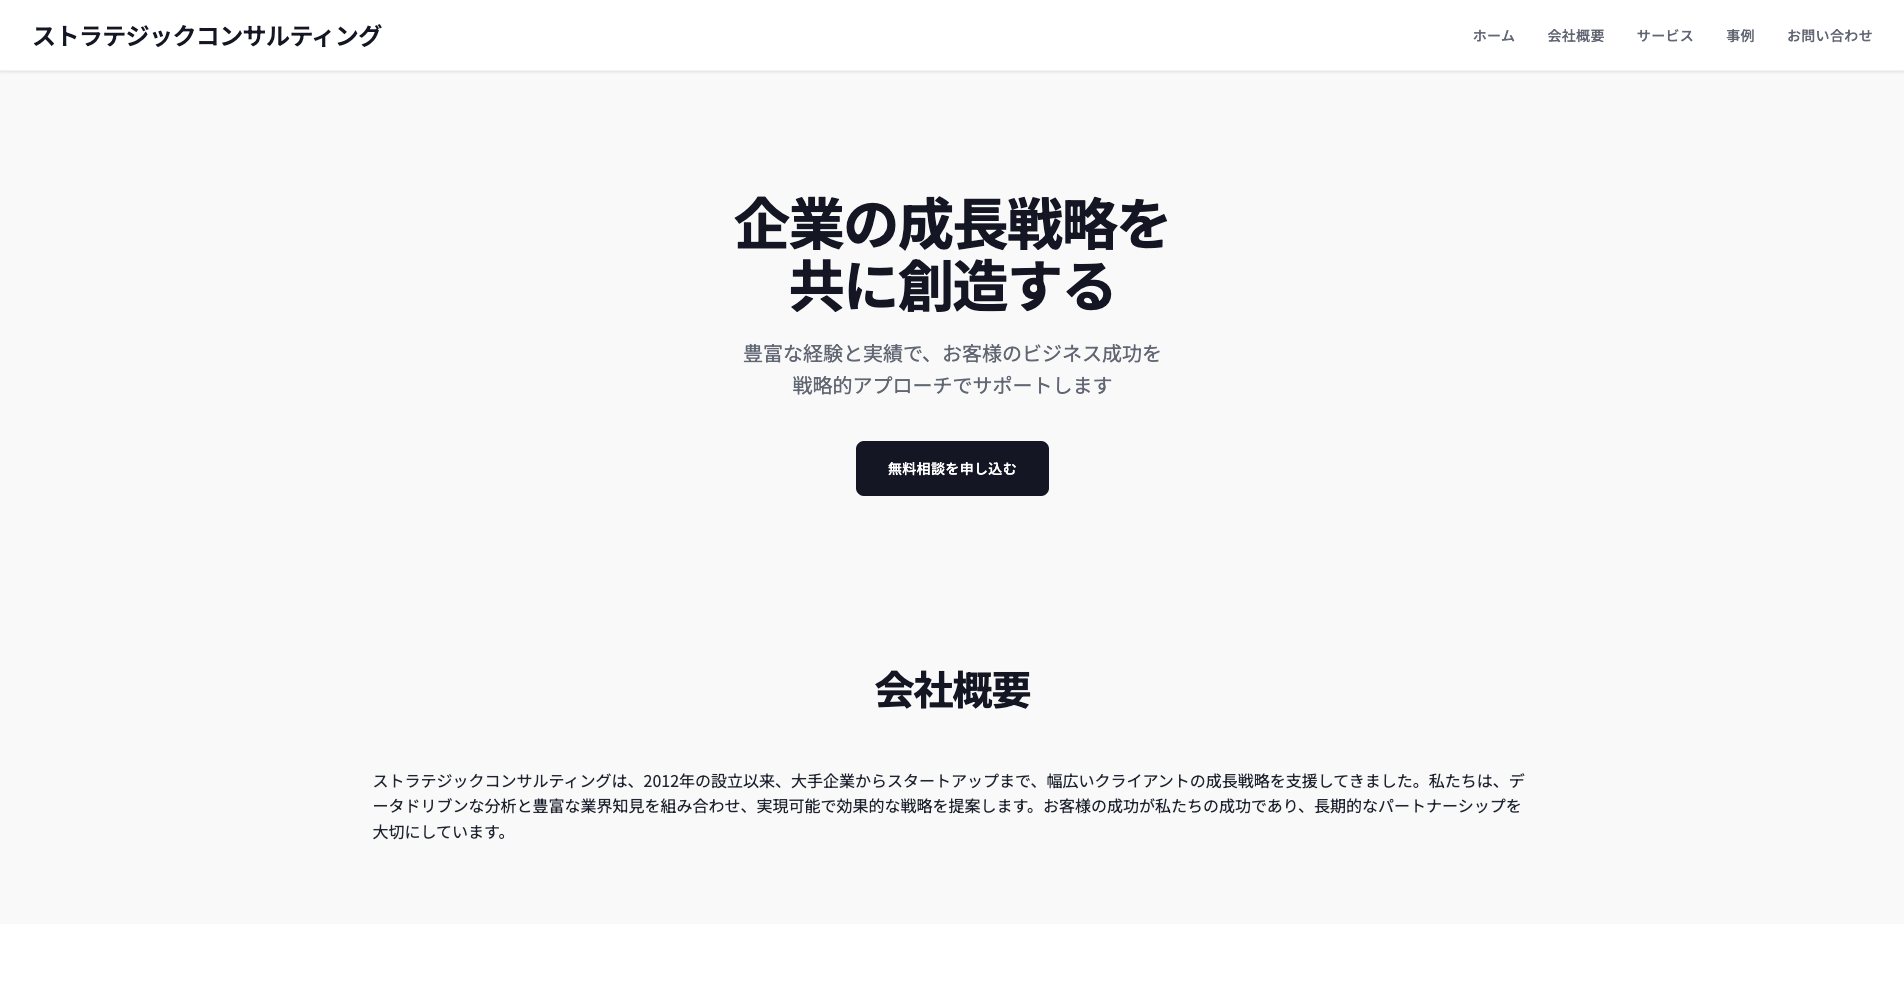 ストラテジックコンサルティング
ホーム
会社概要
サービス
事例
お問い合わせ
企業の成長戦略を
共に創造する
豊富な経験と実績で、お客様のビジネス成功を
戦略的アプローチでサポートします
無料相談を申し込む
会社概要
ストラテジックコンサルティングは、2012年の設立以来、大手企業からスタートアップまで、幅広いクライアントの成長戦略を支援してきました。私たちは、デ
ータドリブンな分析と豊富な業界知見を組み合わせ、実現可能で効果的な戦略を提案します。お客様の成功が私たちの成功であり、長期的なパートナーシップを
大切にしています。